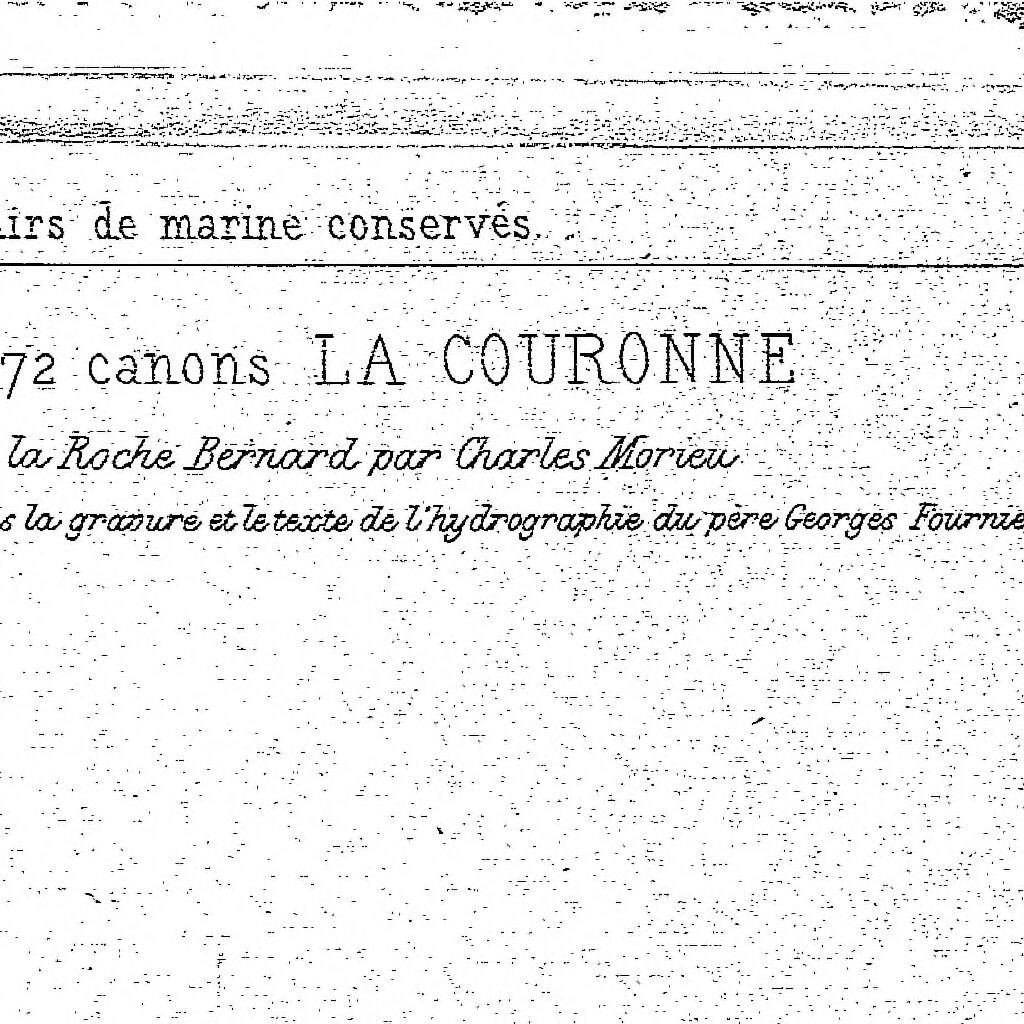 irs de marine conservés.
72 canons LA COURONNE
la Roche Bernard par Charles Morieu
s la gravure et le texte de l'hydrographie du père Georges Fournie